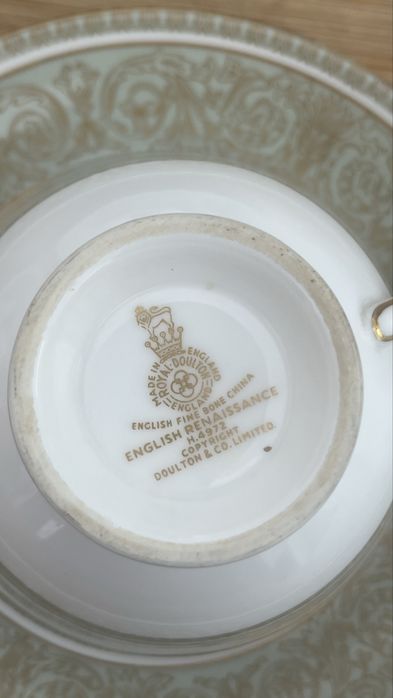 MADE IN ENGLAND
ROYAL·DOULTON
ENGLAND
ENGLISH FINE BONE CHINA
ENGLISH RENAISSANCE
H.4972
COPYRIGHT
DOULTON & CO. LIMITED.